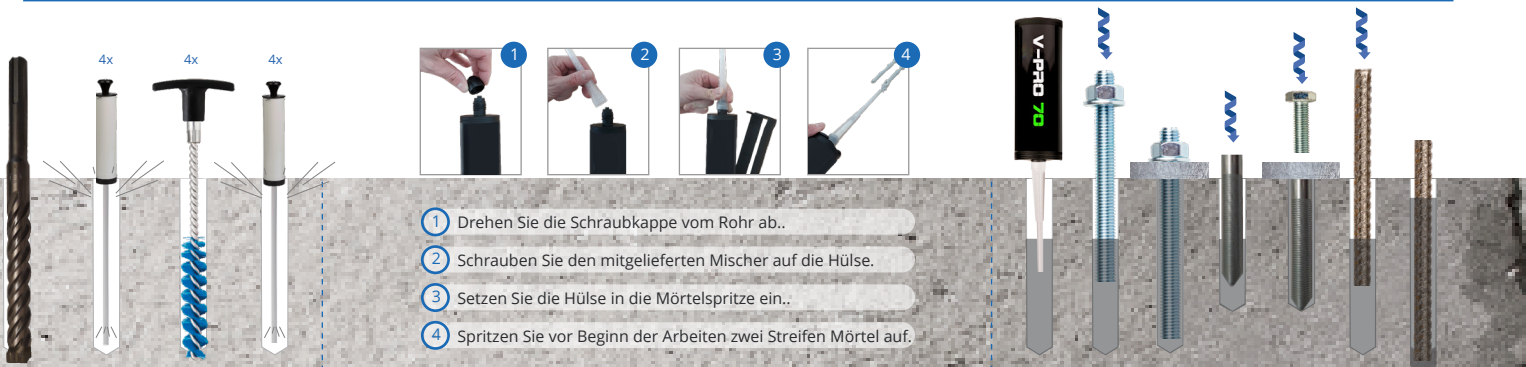 4x
4x
4x
1
2
3
4
1 Drehen Sie die Schraubkappe vom Rohr ab..
2 Schrauben Sie den mitgelieferten Mischer auf die Hülse.
3 Setzen Sie die Hülse in die Mörtelspritze ein..
4 Spritzen Sie vor Beginn der Arbeiten zwei Streifen Mörtel auf.
V-PRO 70